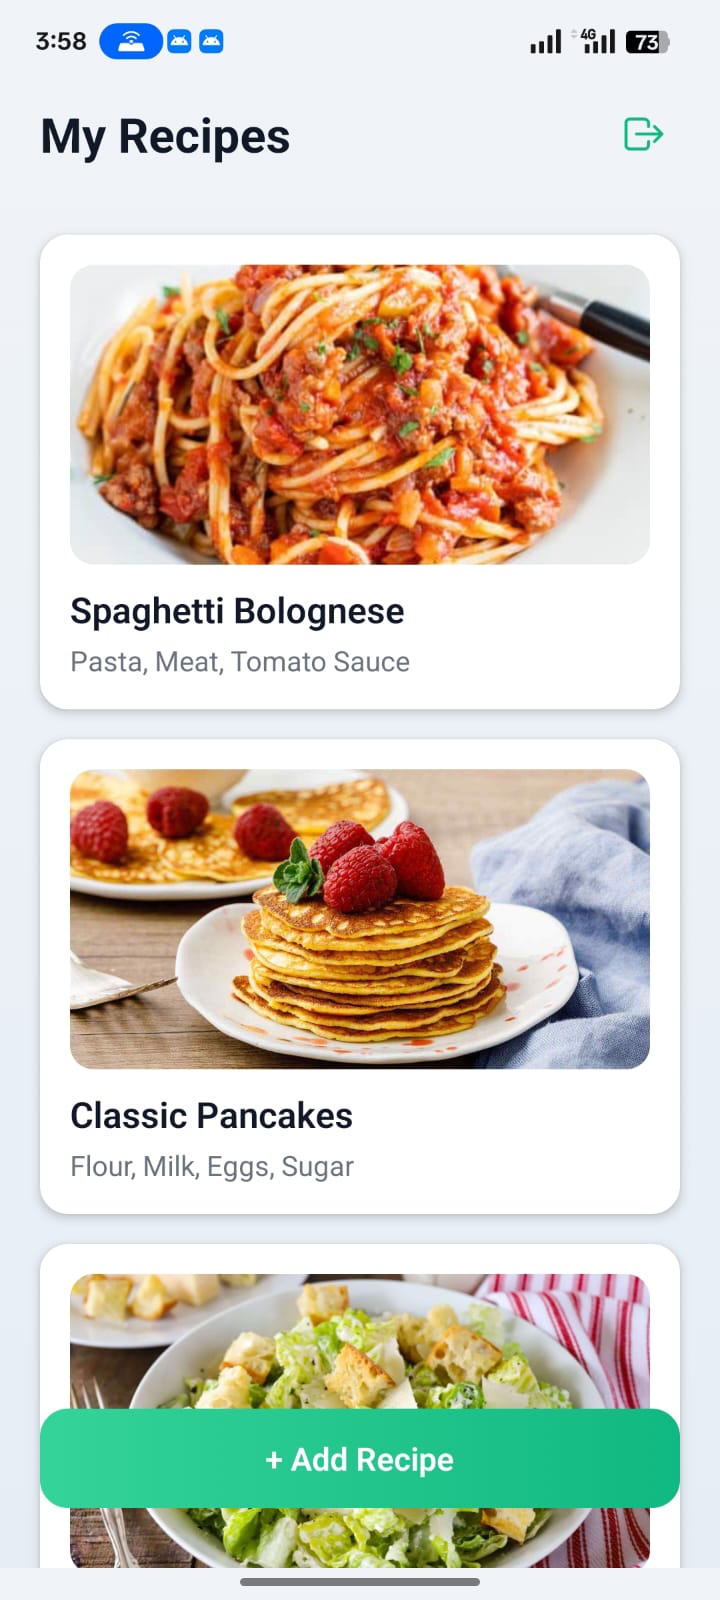 3:58
4G
73
My Recipes
Spaghetti Bolognese
Pasta, Meat, Tomato Sauce
Classic Pancakes
Flour, Milk, Eggs, Sugar
+ Add Recipe